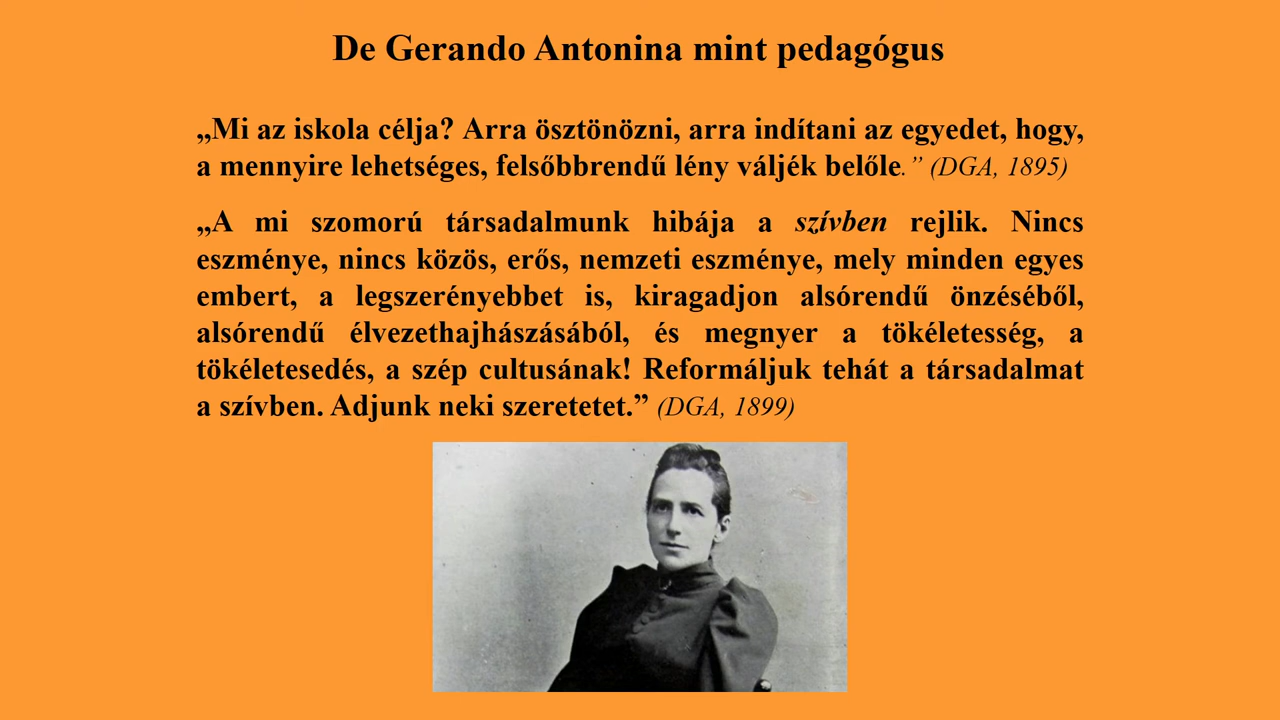 De Gerando Antonina mint pedagógus
„Mi az iskola célja? Arra ösztönözni, arra indítani az egyedet, hogy,
a mennyire lehetséges, felsőbbrendű lény váljék belőle.” (DGA, 1895)
„A mi szomorú társadalmunk hibája a szívben rejlik. Nincs
eszménye, nincs közös, erős, nemzeti eszménye, mely minden egyes
embert, a legszerényebbet is, kiragadjon alsórendű önzéséből,
alsórendű élvezethajhászásából, és megnyer a tökéletesség, a
tökéletesedés, a szép cultusának! Reformáljuk tehát a társadalmat
a szívben. Adjunk neki szeretetet.” (DGA, 1899)